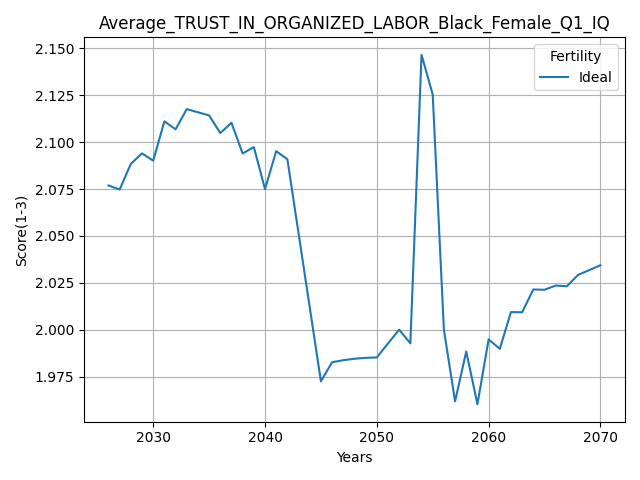 Average_TRUST_IN_ORGANIZED_LABOR_Black_Female_Q1_IQ
Fertility
Ideal
Score(1-3)
2.150
2.125
2.100
2.075
2.050
2.025
2.000
1.975
2030 2040 2050 2060 2070
Years